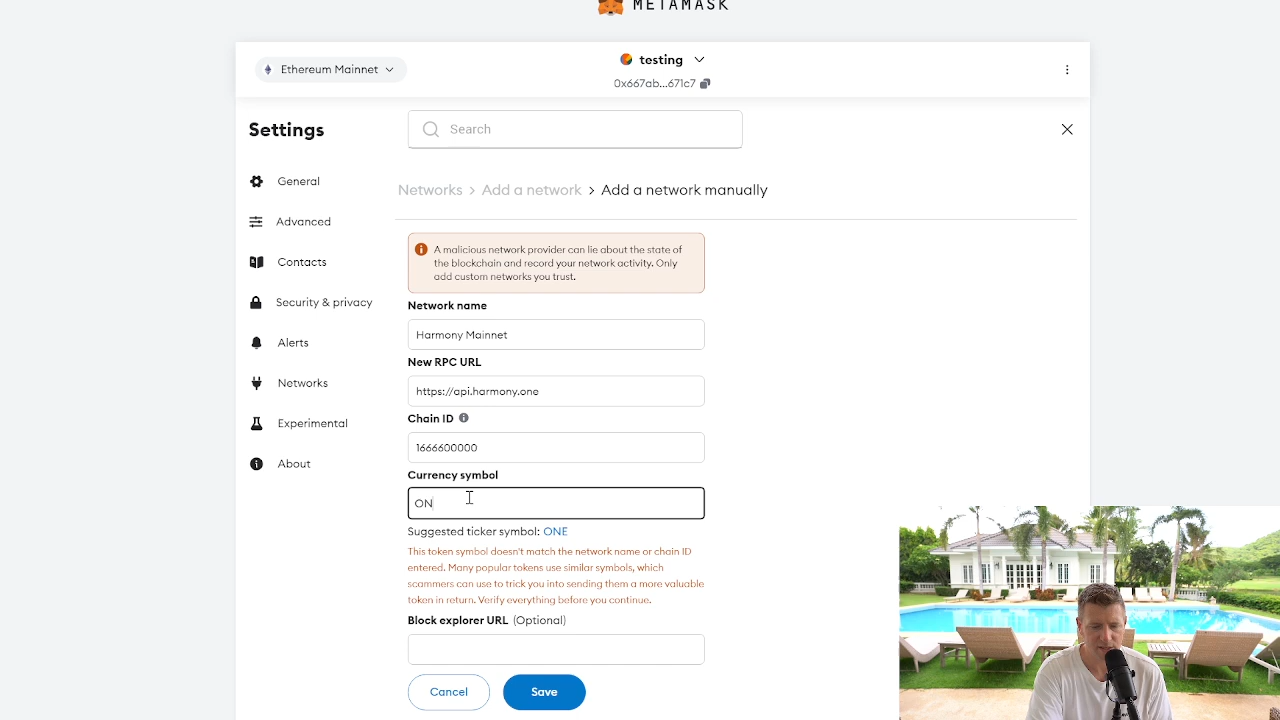 METAMASK
Ethereum Mainnet
testing
0x667ab...671c7
Settings
Search
General
Advanced
Contacts
Security & privacy
Alerts
Networks
Experimental
About
Networks > Add a network > Add a network manually
A malicious network provider can lie about the state of
the blockchain and record your network activity. Only
add custom networks you trust.
Network name
Harmony Mainnet
New RPC URL
https://api.harmony.one
Chain ID
1666600000
Currency symbol
ON
Suggested ticker symbol: ONE
This token symbol doesn't match the network name or chain ID
entered. Many popular tokens use similar symbols, which
scammers can use to trick you into sending them a more valuable
token in return. Verify everything before you continue.
Block explorer URL (Optional)
Cancel
Save